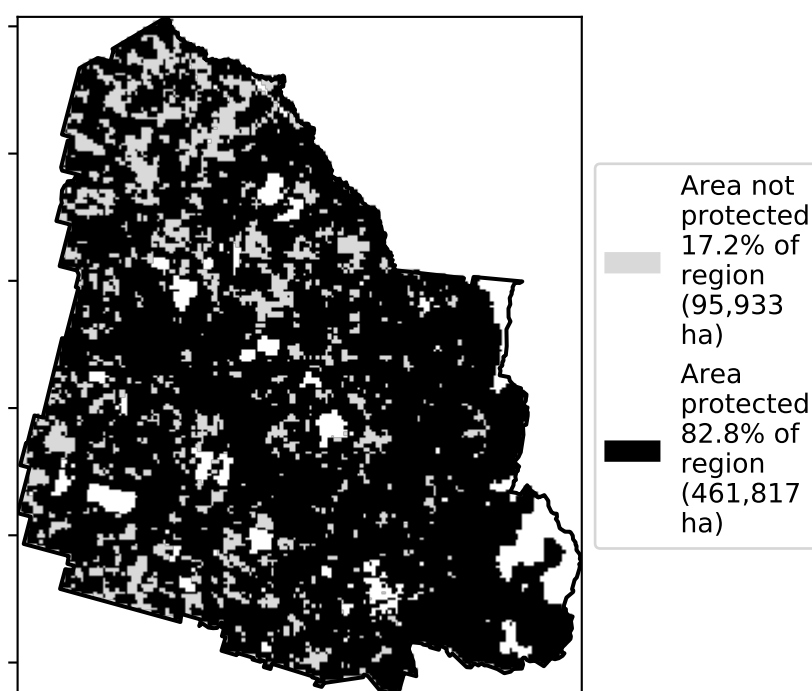 Area not
protected
17.2% of
region
(95,933
ha)
Area
protected
82.8% of
region
(461,817
ha)